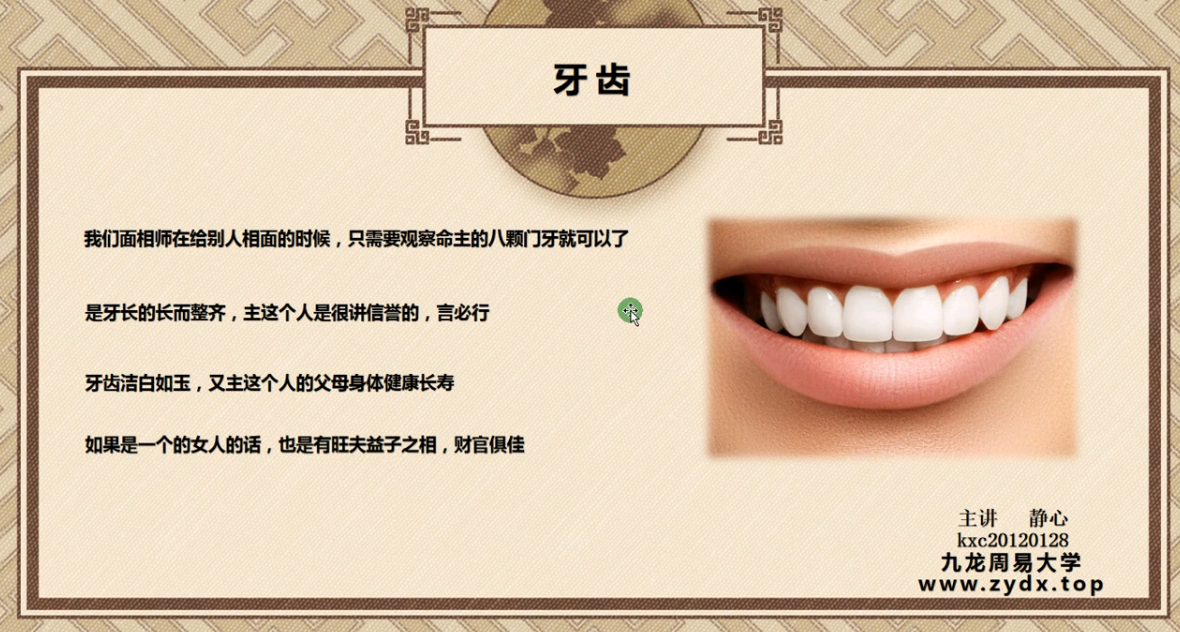 牙齿
我们面相师在给别人相面的时候，只需要观察命主的八颗门牙就可以了
是牙长的长而整齐，主这个人是很讲信誉的，言必行
牙齿洁白如玉，又主这个人的父母身体健康长寿
如果是一个的女人的话，也是有旺夫益子之相，财官俱佳
主讲 静心
kxc20120128
九龙周易大学
www.zydx.top